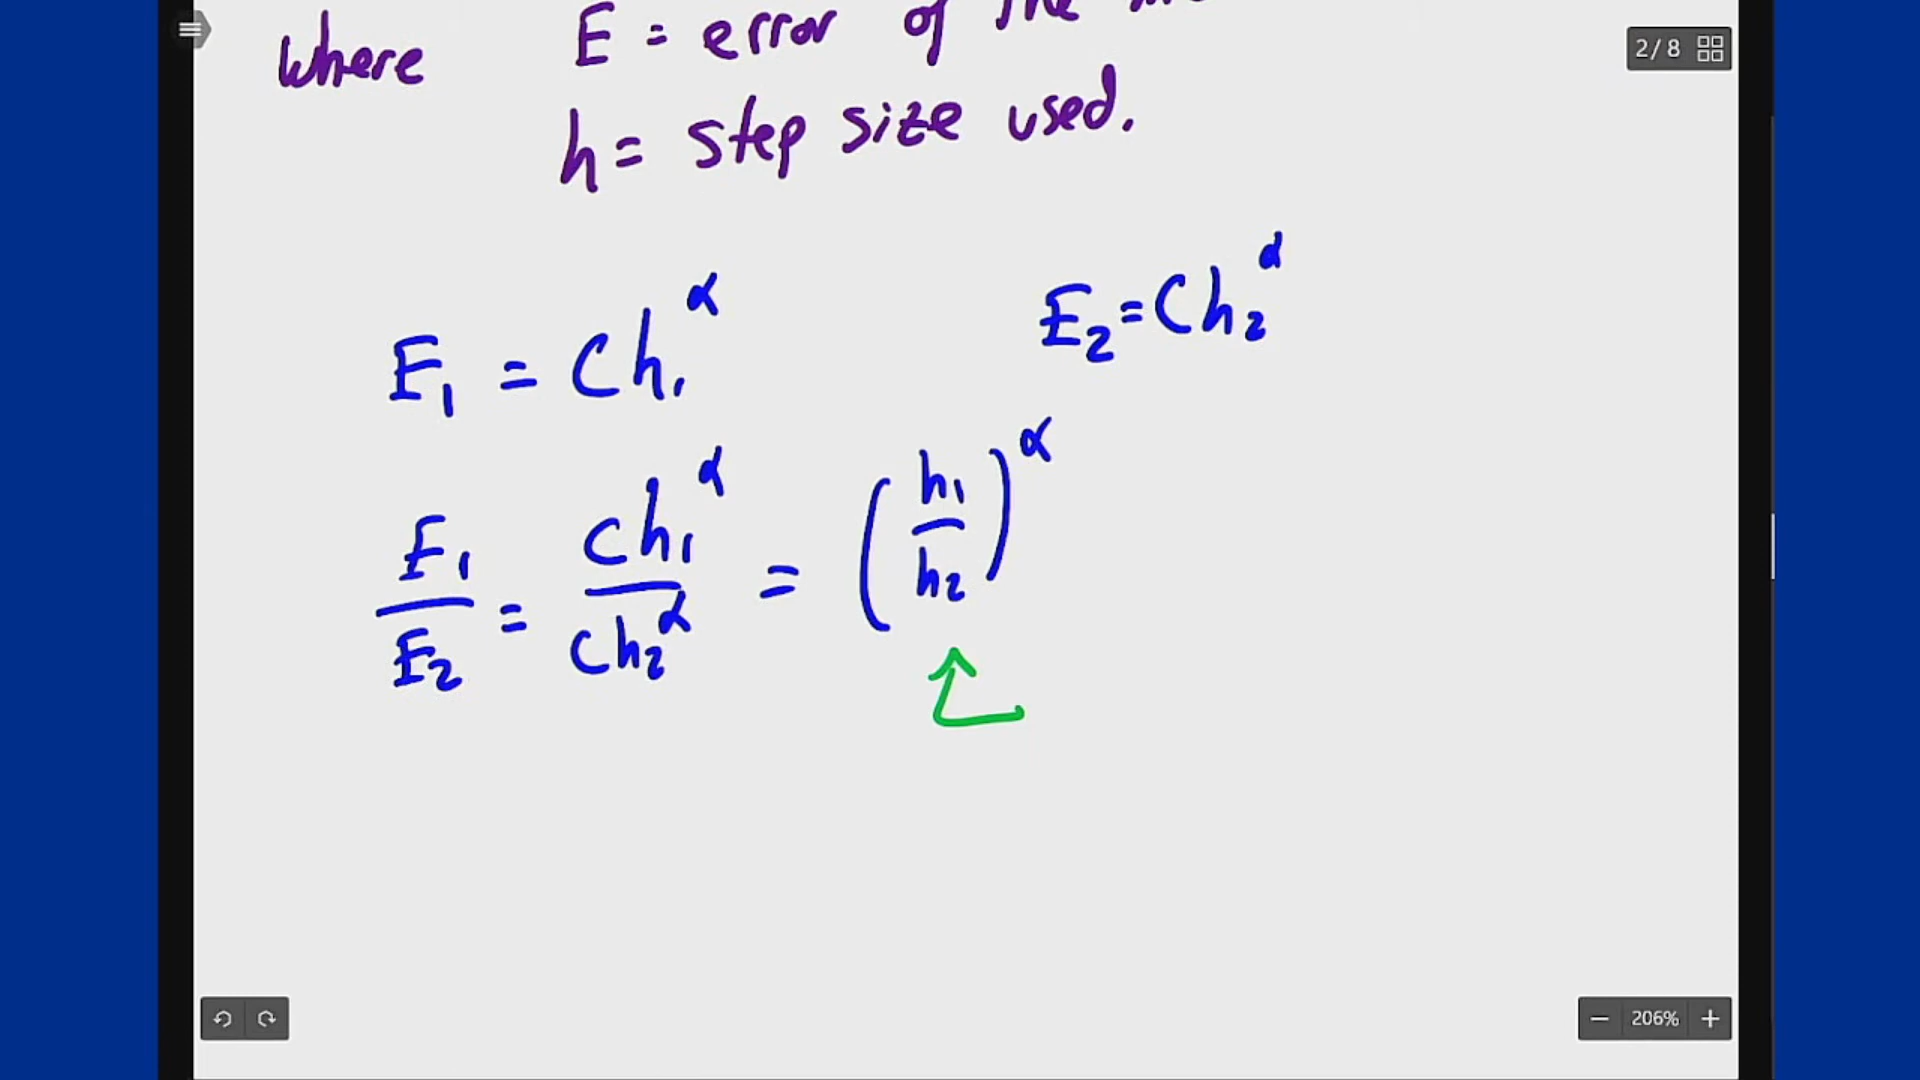 where E = error of the
h = step size used.
2/8
E₁ = Ch₁^α E₂ = Ch₂^α
E₁/E₂ = Ch₁^α/Ch₂^α = (h₁/h₂)^α
206%